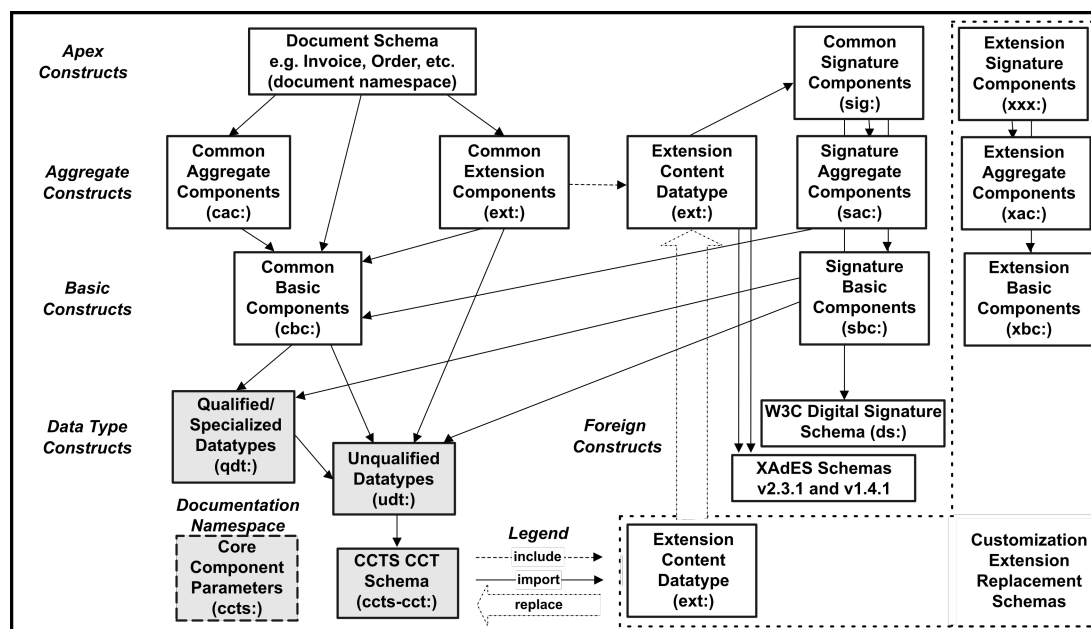 Apex
Constructs
Document Schema
e.g. Invoice, Order, etc.
(document namespace)
Common
Signature
Components
(sig:)
Extension
Signature
Components
(xxx:)
Aggregate
Constructs
Common
Aggregate
Components
(cac:)
Common
Extension
Components
(ext:)
Extension
Content
Datatype
(ext:)
Signature
Aggregate
Components
(sac:)
Extension
Aggregate
Components
(xac:)
Basic
Constructs
Common
Basic
Components
(cbc:)
Signature
Basic
Components
(sbc:)
Extension
Basic
Components
(xbc:)
Data Type
Constructs
Qualified/
Specialized
Datatypes
(qdt:)
Unqualified
Datatypes
(udt:)
Foreign
Constructs
W3C Digital Signature
Schema (ds:)
XAdES Schemas
v2.3.1 and v1.4.1
Documentation
Namespace
Core
Component
Parameters
(ccts:)
CCTS CCT
Schema
(ccts-cct:)
Legend
include
import
replace
Extension
Content
Datatype
(ext:)
Customization
Extension
Replacement
Schemas